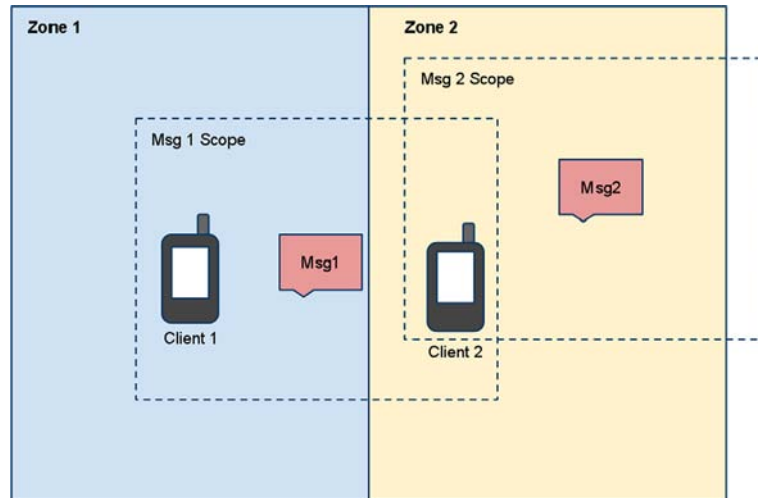 Zone 1
Zone 2
Msg 2 Scope
Msg 1 Scope
Msg2
Msg1
Client 1
Client 2